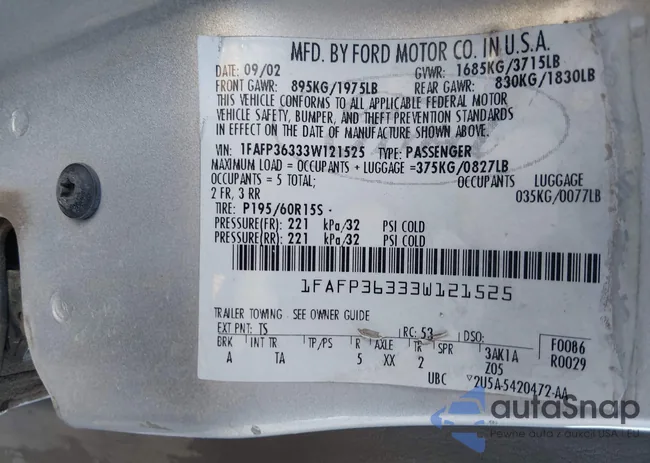 MFD. BY FORD MOTOR CO. IN U.S.A.
DATE: 09/02 GVWR: 1685KG/3715LB
FRONT GAWR: 895KG/1975LB REAR GAWR: 830KG/1830LB
THIS VEHICLE CONFORMS TO ALL APPLICABLE FEDERAL MOTOR
VEHICLE SAFETY, BUMPER, AND THEFT PREVENTION STANDARDS
IN EFFECT ON THE DATE OF MANUFACTURE SHOWN ABOVE.
VIN: 1FAFP36333W121525 TYPE: PASSENGER
MAXIMUM LOAD = OCCUPANTS + LUGGAGE =375KG/0827LB
OCCUPANTS = 5 TOTAL; OCCUPANTS LUGGAGE
2 FR, 3 RR 035KG/0077LB
TIRE: P195/60R15S -
PRESSURE(FR): 221 kPa/32 PSI COLD
PRESSURE(RR): 221 kPa/32 PSI COLD
1FAFP36333W121525
TRAILER TOWING - SEE OWNER GUIDE
EXT PNT: TS RC: 53 DSO: F0086
BRK INT TR TP/PS R AXLE TR SPR 3AK1A R0029
A TA 5 XX 2 Z05
UBC ▽2U5A-5420472-AA
autoSnap
Pewne auto z aukcji USA - EU